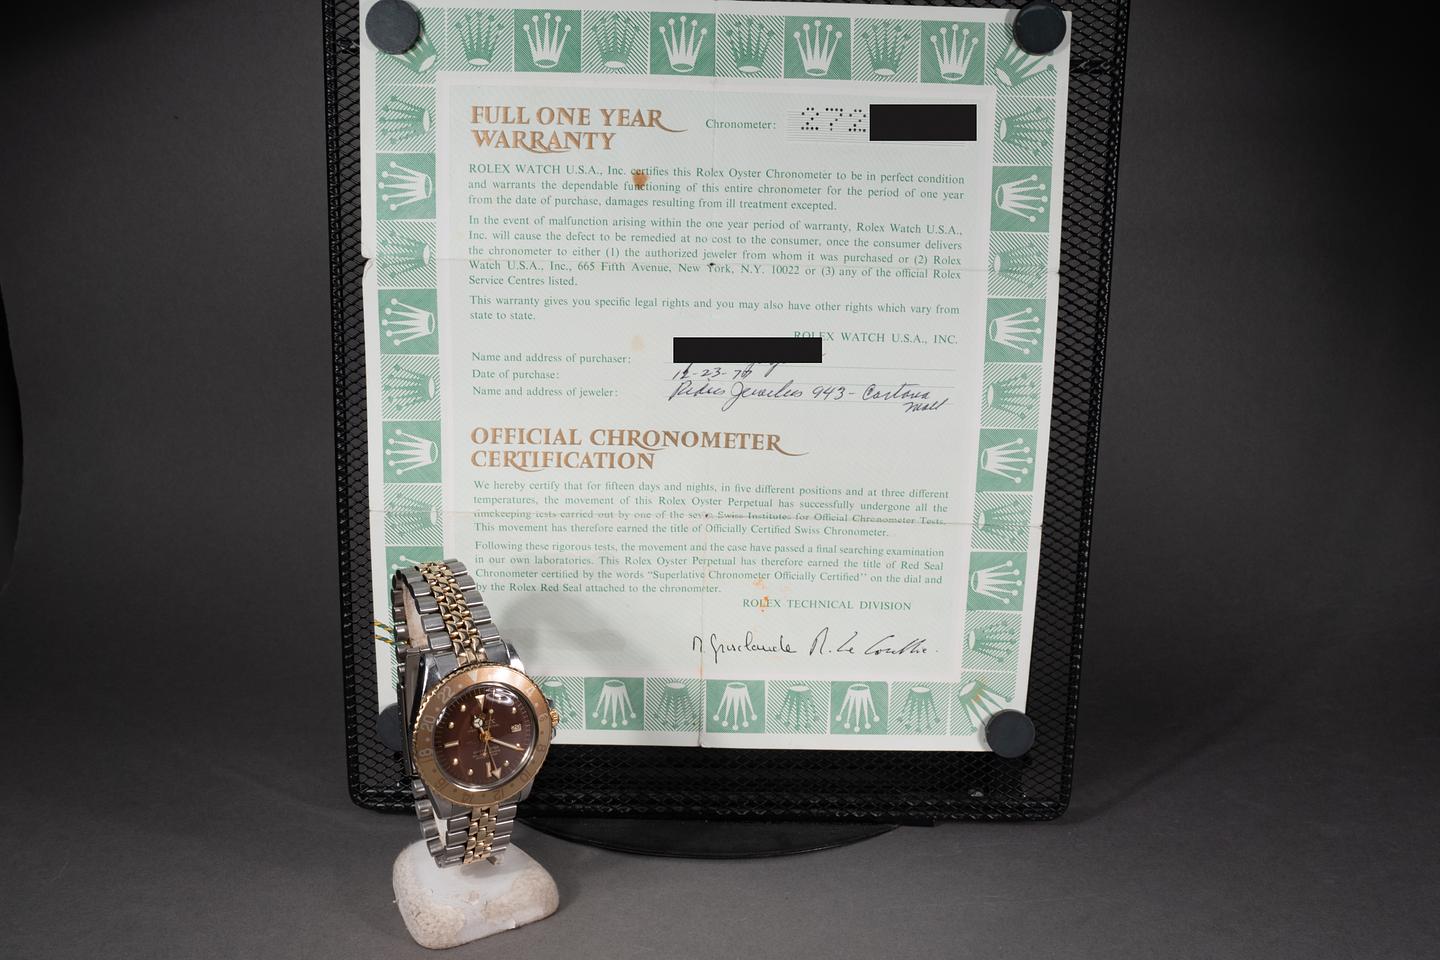 FULL ONE YEAR
WARRANTY
Chronometer: 272
ROLEX WATCH U.S.A., Inc. certifies this Rolex Oyster Chronometer to be in perfect condition
and warrants the dependable functioning of this entire chronometer for the period of one year
from the date of purchase, damages resulting from ill treatment excepted.
In the event of malfunction arising within the one year period of warranty, Rolex Watch U.S.A.,
Inc. will cause the defect to be remedied at no cost to the consumer, once the consumer delivers
the chronometer to either (1) the authorized jeweler from whom it was purchased or (2) Rolex
Watch U.S.A., Inc., 665 Fifth Avenue, New York, N.Y. 10022 or (3) any of the official Rolex
Service Centres listed.
This warranty gives you specific legal rights and you may also have other rights which vary from
state to state.
ROLEX WATCH U.S.A., INC.
Name and address of purchaser:
Date of purchase: 12-23-7
Name and address of jeweler: Jewelers 943- Cortana
Mall
OFFICIAL CHRONOMETER
CERTIFICATION
We hereby certify that for fifteen days and nights, in five different positions and at three different
temperatures, the movement of this Rolex Oyster Perpetual has successfully undergone all the
timekeeping tests carried out by one of the seven Swiss Institutes for Official Chronometer Tests.
This movement has therefore earned the title of Officially Certified Swiss Chronometer.
Following these rigorous tests, the movement and the case have passed a final searching examination
in our own laboratories. This Rolex Oyster Perpetual has therefore earned the title of Red Seal
Chronometer certified by the words “Superlative Chronometer Officially Certified” on the dial and
by the Rolex Red Seal attached to the chronometer.
ROLEX TECHNICAL DIVISION